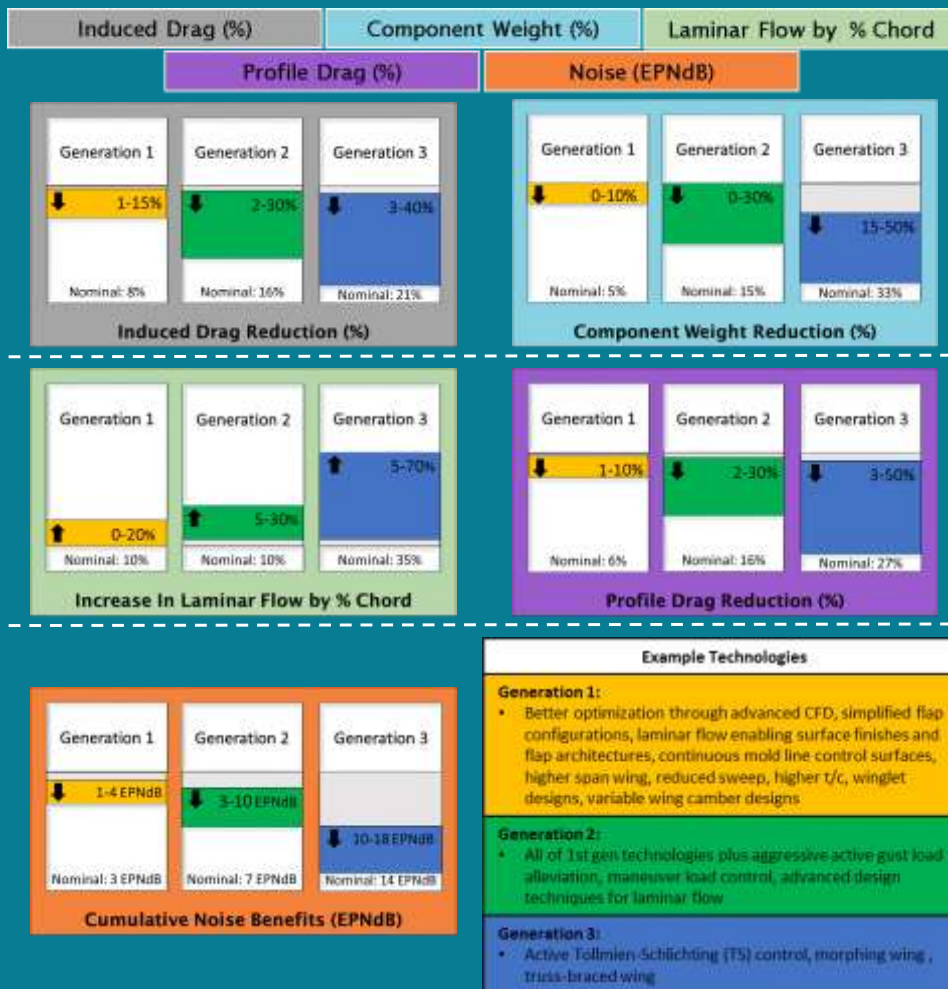 Induced Drag (%)
Component Weight (%)
Laminar Flow by % Chord
Profile Drag (%)
Noise (EPNdB)
Generation 1
Generation 2
Generation 3
1-15%
2-30%
3-40%
Nominal: 8%
Nominal: 16%
Nominal: 21%
Induced Drag Reduction (%)
Generation 1
Generation 2
Generation 3
0-10%
0-30%
15-50%
Nominal: 5%
Nominal: 15%
Nominal: 33%
Component Weight Reduction (%)
Generation 1
Generation 2
Generation 3
0-20%
5-30%
5-70%
Nominal: 10%
Nominal: 10%
Nominal: 35%
Increase In Laminar Flow by % Chord
Generation 1
Generation 2
Generation 3
1-10%
2-30%
3-50%
Nominal: 6%
Nominal: 16%
Nominal: 27%
Profile Drag Reduction (%)
Generation 1
Generation 2
Generation 3
1-4 EPNdB
3-10 EPNdB
10-18 EPNdB
Nominal: 3 EPNdB
Nominal: 7 EPNdB
Nominal: 14 EPNdB
Cumulative Noise Benefits (EPNdB)
Example Technologies
Generation 1:
• Better optimization through advanced CFD, simplified flap
configurations, laminar flow enabling surface finishes and
flap architectures, continuous mold line control surfaces,
higher span wing, reduced sweep, higher t/c, winglet
designs, variable wing camber designs
Generation 2:
• All of 1st gen technologies plus aggressive active gust load
alleviation, maneuver load control, advanced design
techniques for laminar flow
Generation 3:
• Active Tollmien-Schlichting (TS) control, morphing wing ,
truss-braced wing